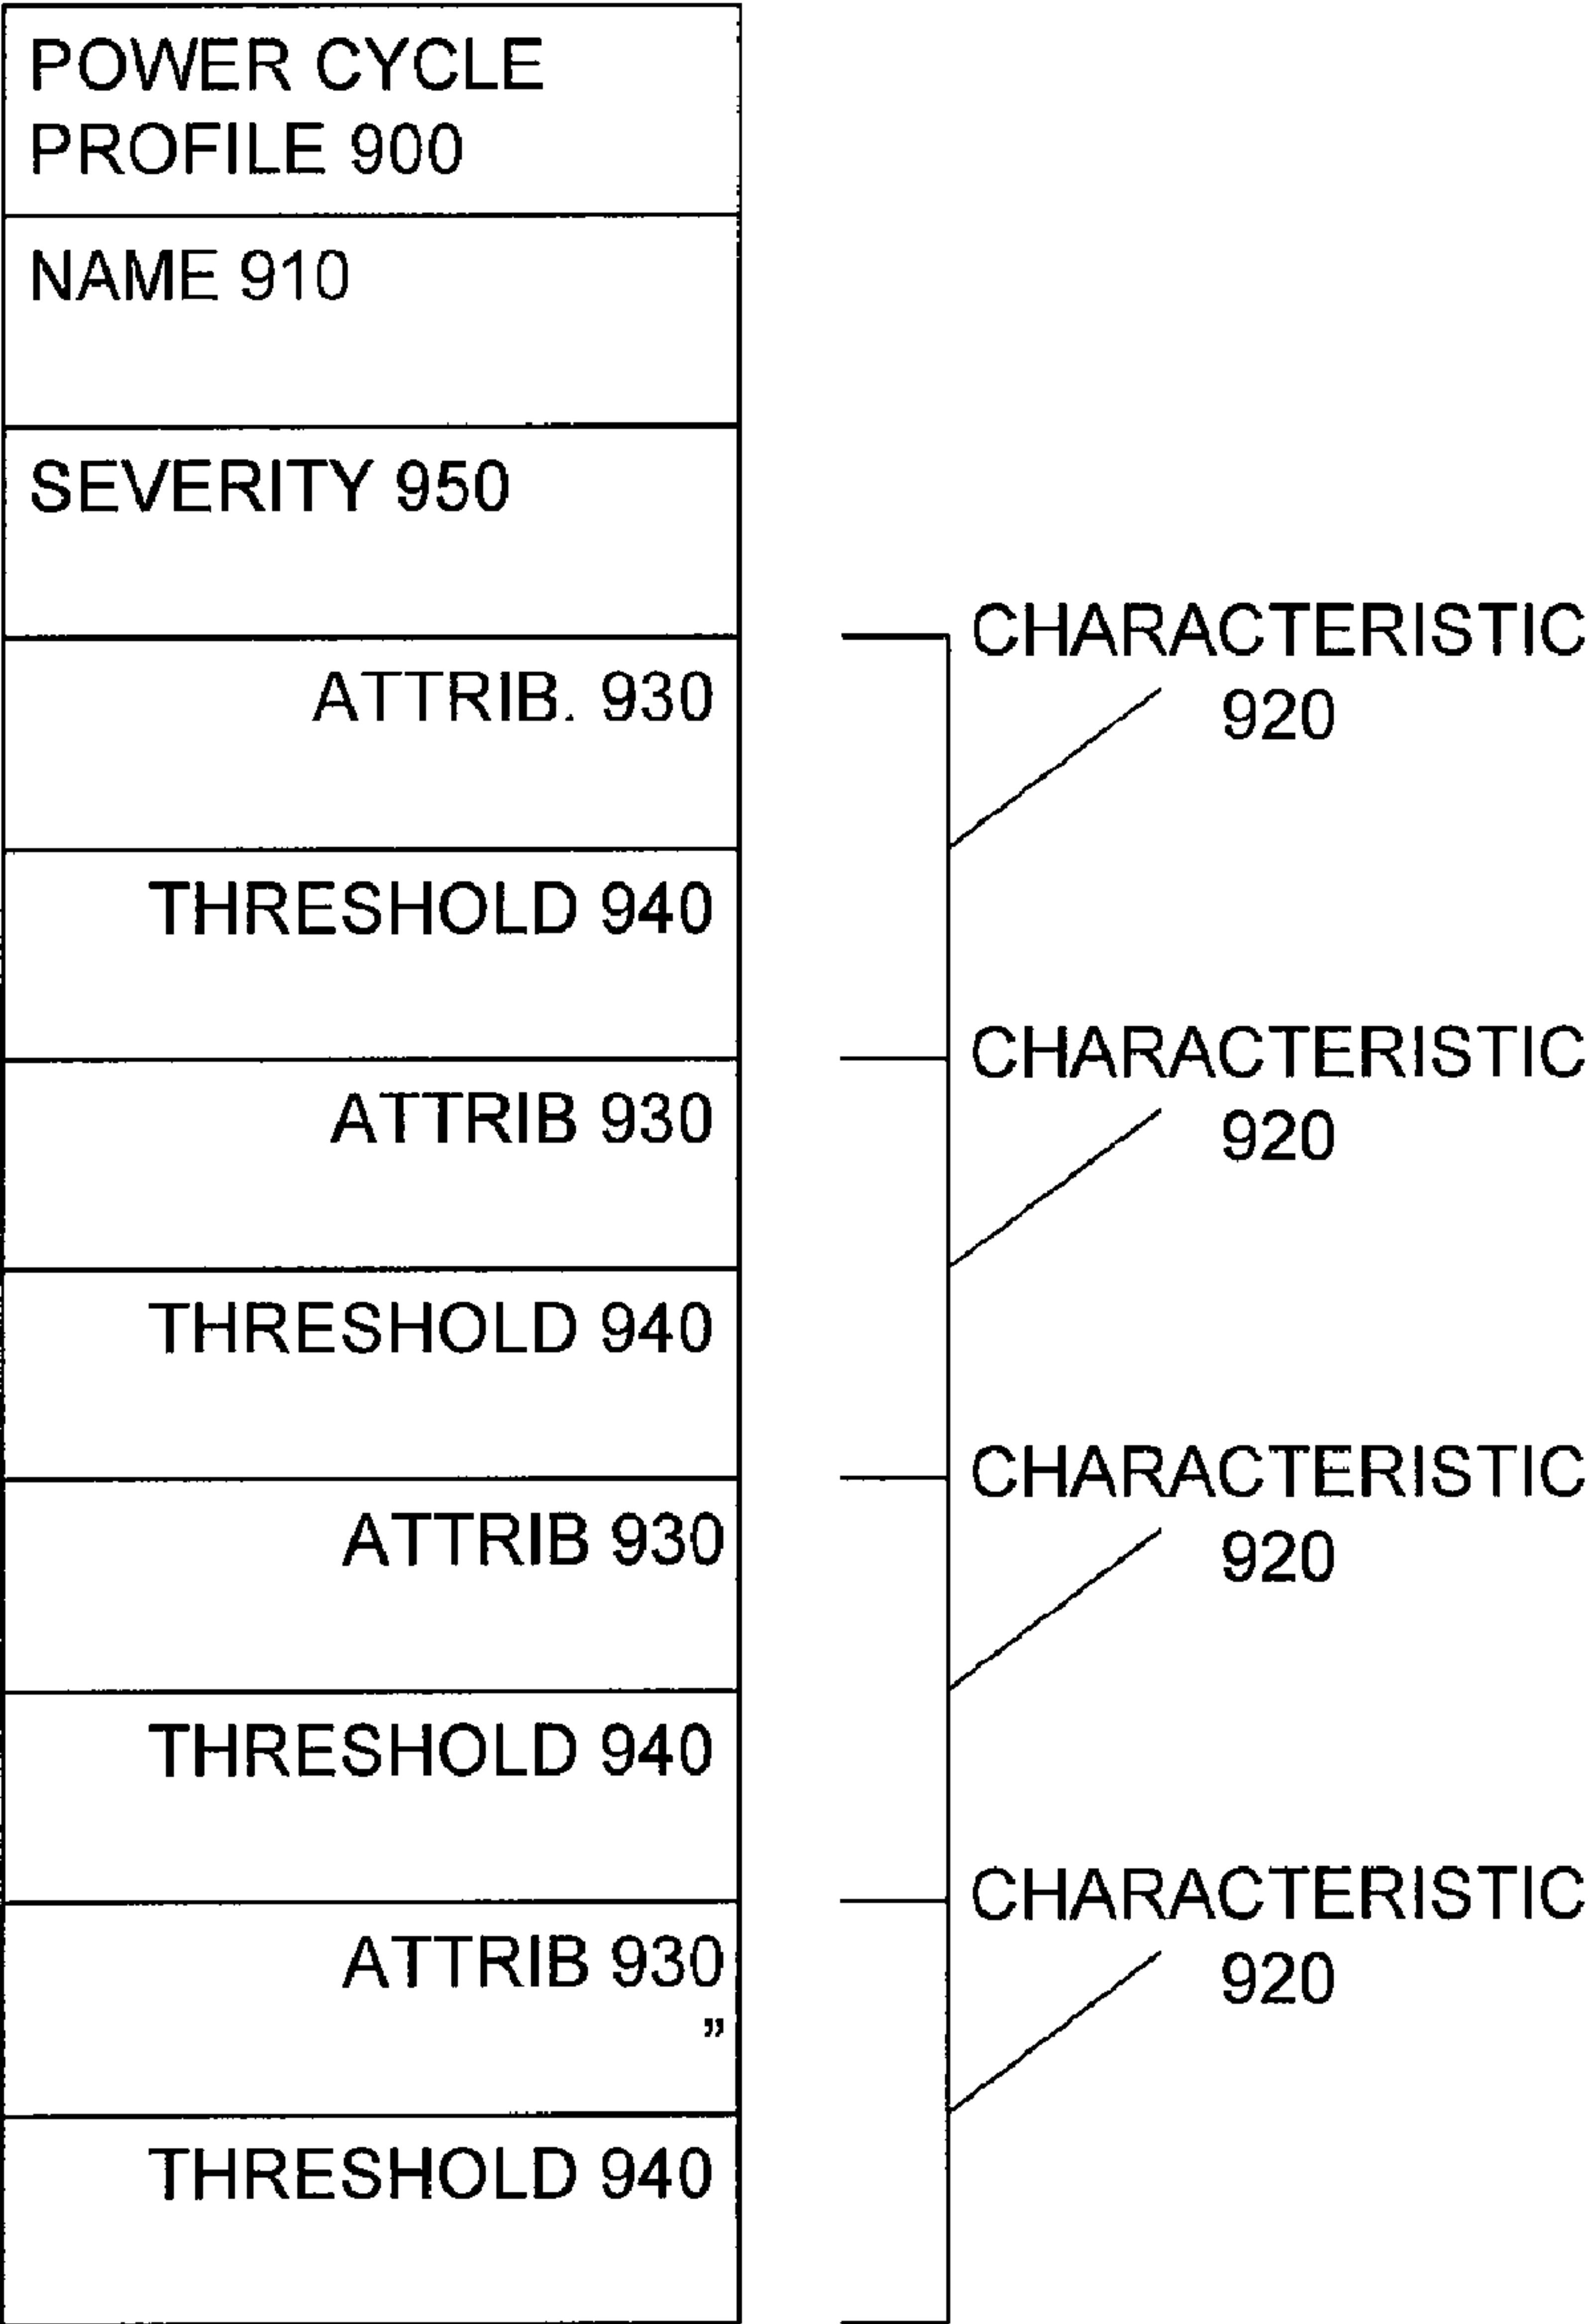 POWER CYCLE
PROFILE 900
NAME 910
SEVERITY 950
CHARACTERISTIC
920
ATTRIB. 930
THRESHOLD 940
CHARACTERISTIC
920
ATTRIB 930
THRESHOLD 940
CHARACTERISTIC
920
ATTRIB 930
THRESHOLD 940
CHARACTERISTIC
920
ATTRIB 930
”
THRESHOLD 940